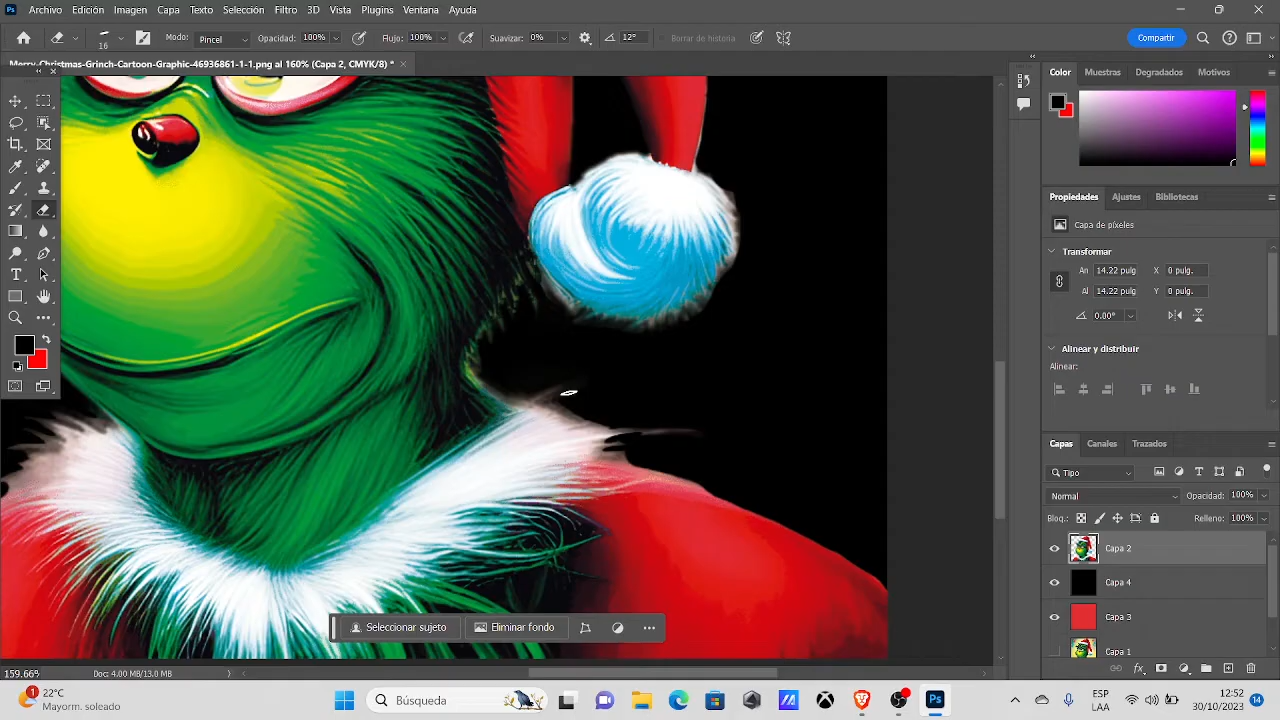 Ps Archivo Edición Imagen Capa Texto Selección Filtro 3D Vista Plugins Ventana Ayuda
16 Modo: Pincel Opacidad: 100% Flujo: 100% Suavizar: 0% 12° Borrar de historia Compartir
Merry-Christmas-Grinch-Cartoon-Graphic-46936861-1-1.png al 160% (Capa 2, CMYK/8) *
Color Muestras Degradados Motivos
Propiedades Ajustes Bibliotecas
Capa de píxeles
Transformar
An 14.22 pulg X 0 pulg.
Al 14.22 pulg Y 0 pulg.
0.00°
Alinear y distribuir
Alinear:
Capas Canales Trazados
Tipo
Normal Opacidad: 100%
Bloq.: Relleno: 100%
Capa 2
Capa 4
Capa 3
Capa 1
Seleccionar sujeto Eliminar fondo
159.66% Doc: 4.00 MB/13.0 MB
1 22°C
Mayorm. soleado
Búsqueda
Ps
ESP
LAA
12:52
30/10/2023
14